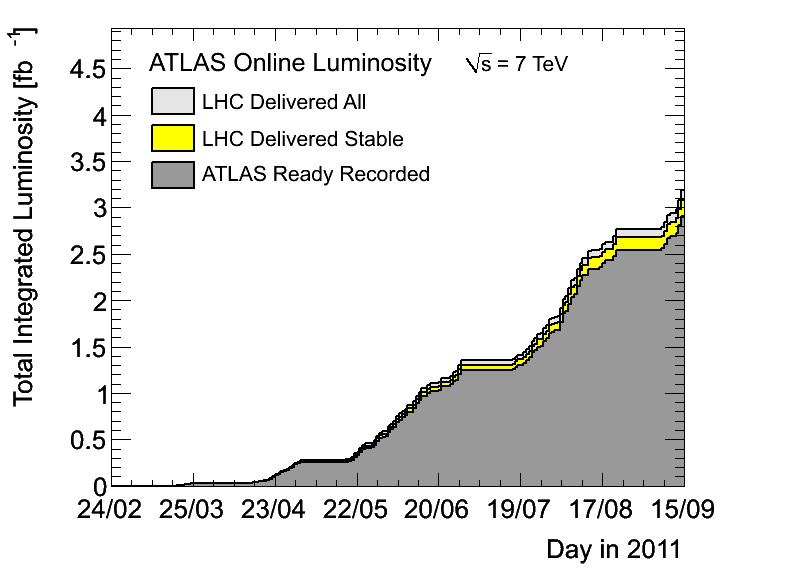 Total Integrated Luminosity [fb⁻¹]
ATLAS Online Luminosity √s = 7 TeV
LHC Delivered All
LHC Delivered Stable
ATLAS Ready Recorded
4.5
4
3.5
3
2.5
2
1.5
1
0.5
0
24/02 25/03 23/04 22/05 20/06 19/07 17/08 15/09
Day in 2011